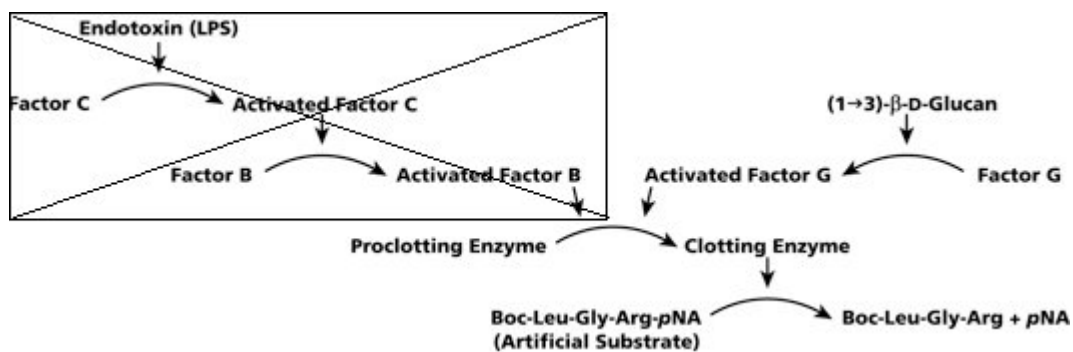 Endotoxin (LPS)
Factor C Activated Factor C (1→3)-β-D-Glucan
Factor B Activated Factor B Activated Factor G Factor G
Proclotting Enzyme Clotting Enzyme
Boc-Leu-Gly-Arg-pNA Boc-Leu-Gly-Arg + pNA
(Artificial Substrate)